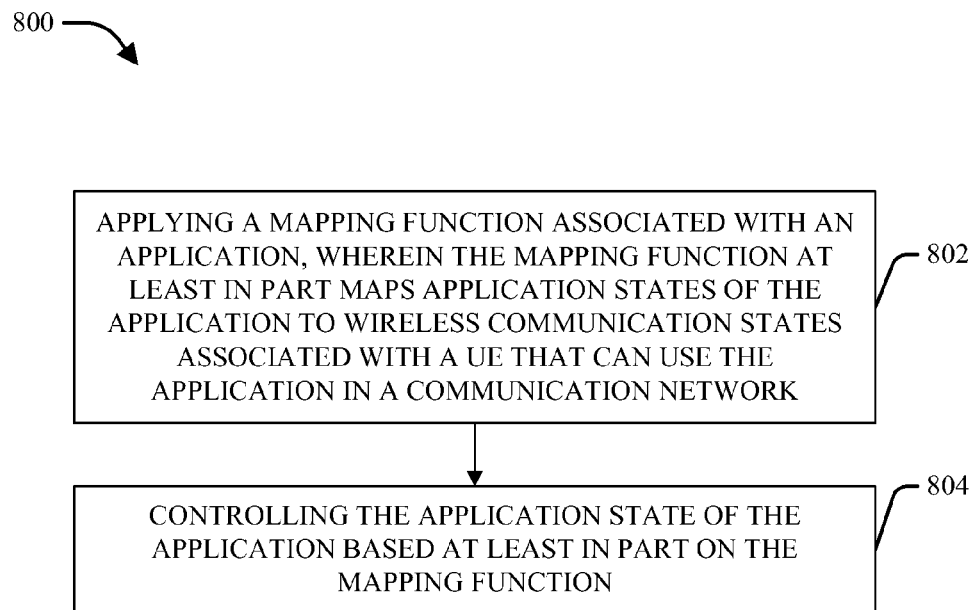 800
APPLYING A MAPPING FUNCTION ASSOCIATED WITH AN
APPLICATION, WHEREIN THE MAPPING FUNCTION AT
LEAST IN PART MAPS APPLICATION STATES OF THE
APPLICATION TO WIRELESS COMMUNICATION STATES
ASSOCIATED WITH A UE THAT CAN USE THE
APPLICATION IN A COMMUNICATION NETWORK
802
CONTROLLING THE APPLICATION STATE OF THE
APPLICATION BASED AT LEAST IN PART ON THE
MAPPING FUNCTION
804